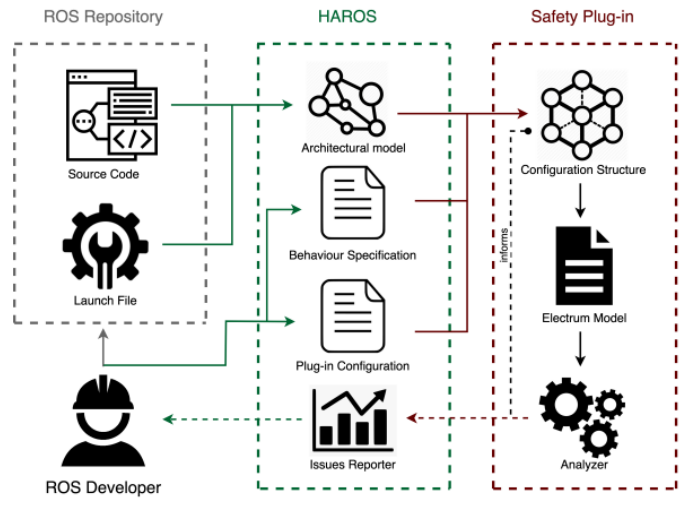 ROS Repository
HAROS
Safety Plug-in
Source Code
Architectural model
Configuration Structure
Launch File
Behaviour Specification
informs
Electrum Model
Plug-in Configuration
ROS Developer
Issues Reporter
Analyzer